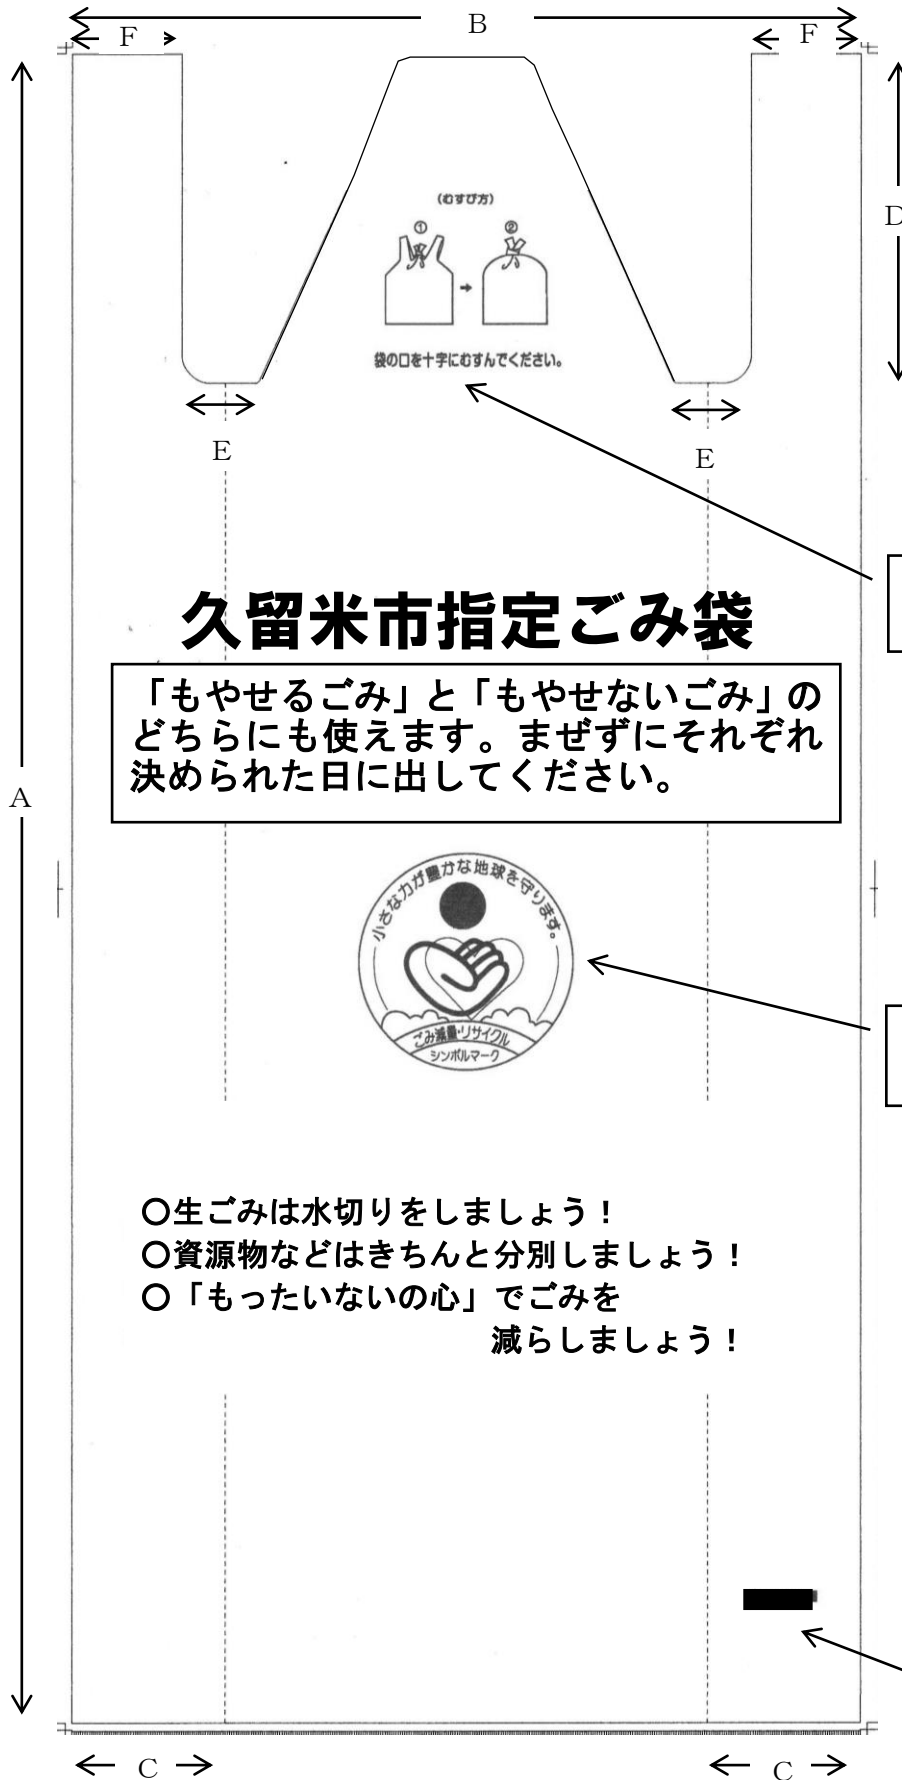 B
F
F
D
(むすび方)
① ②
袋の口を十字にむすんでください。
E
E
久留米市指定ごみ袋
「もやせるごみ」と「もやせないごみ」の
どちらにも使えます。まぜずにそれぞれ
決められた日に出してください。
A
小さな力が豊かな地球を守ります。
ごみ減量・リサイクル
シンボルマーク
〇生ごみは水切りをしましょう！
〇資源物などはきちんと分別しましょう！
〇「もったいないの心」でごみを
減らしましょう！
C
C